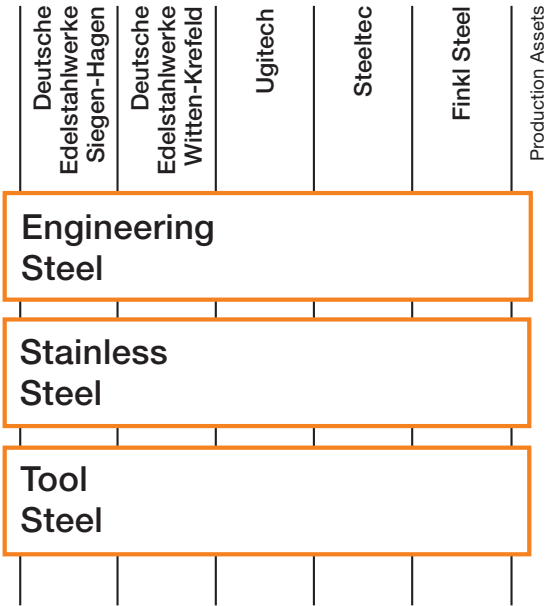 Deutsche
Edelstahlwerke
Siegen-Hagen
Deutsche
Edelstahlwerke
Witten-Krefeld
Ugitech
Steeltec
Finkl Steel
Production Assets
Engineering
Steel
Stainless
Steel
Tool
Steel